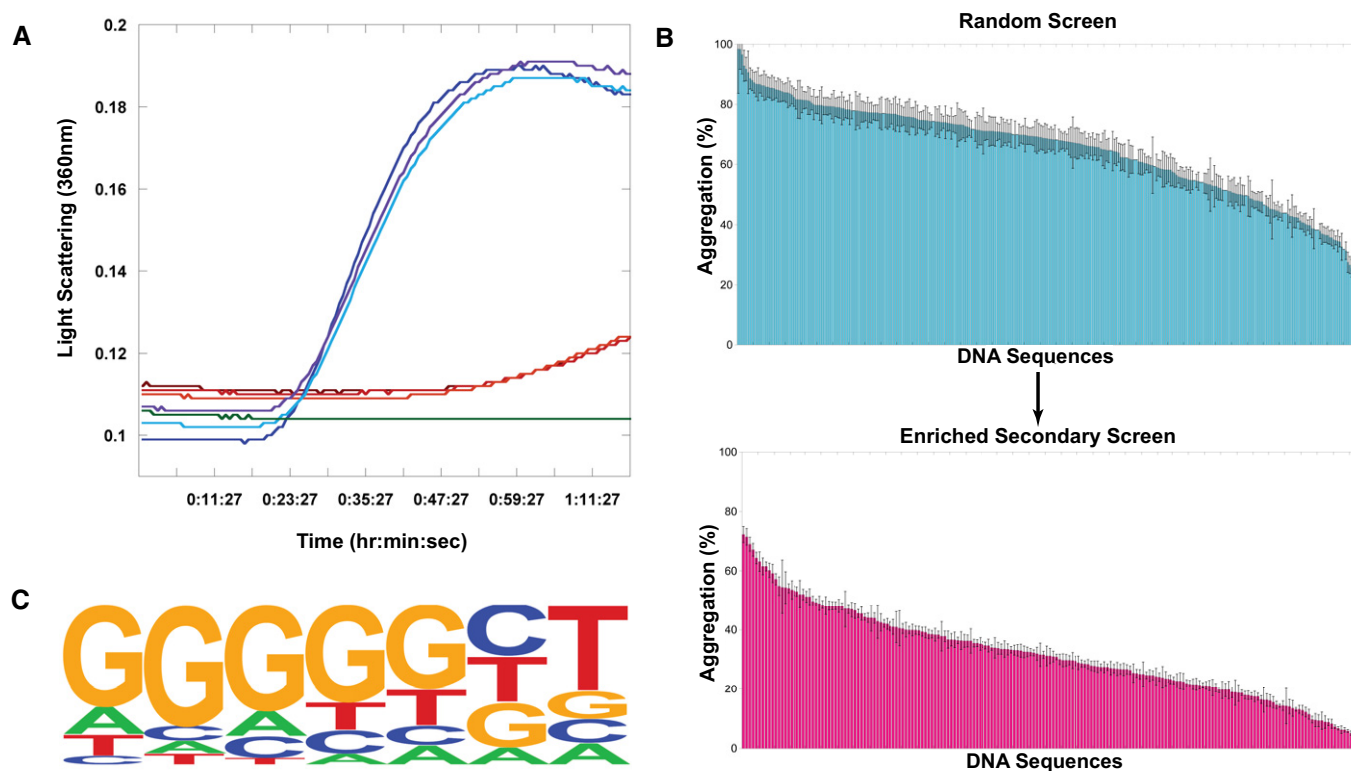 A
0.2
0.18
0.16
0.14
0.12
0.1
Light Scattering (360nm)
0:11:27 0:23:27 0:35:27 0:47:27 0:59:27 1:11:27
Time (hr:min:sec)
B
Random Screen
100
80
60
40
20
0
Aggregation (%)
DNA Sequences
Enriched Secondary Screen
100
80
60
40
20
0
Aggregation (%)
DNA Sequences
C
G G G G G C T
A C A T T T G
T A C C C G C
C T T A A A A